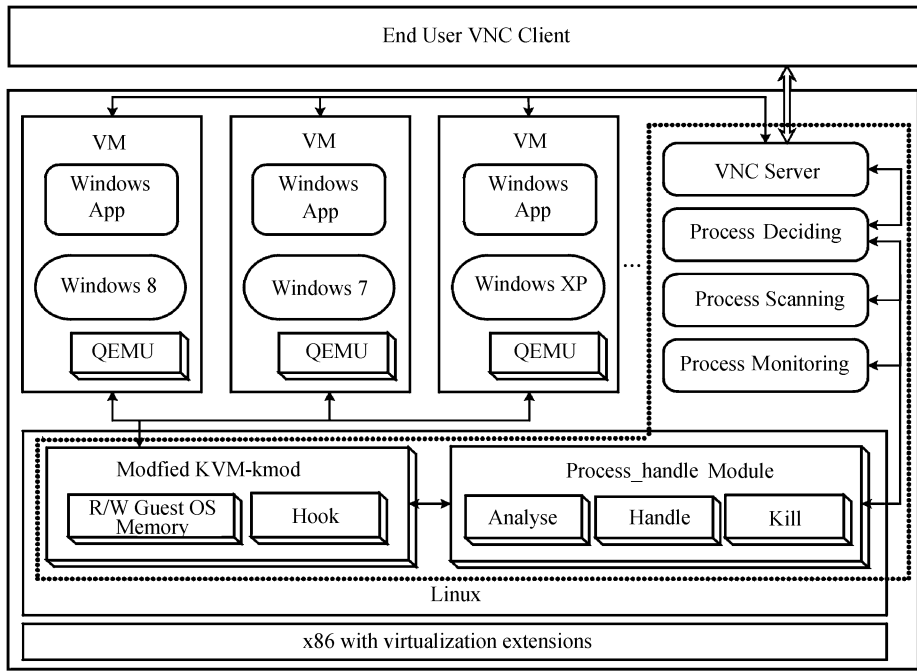 End User VNC Client
VM
Windows
App
Windows 8
QEMU
VM
Windows
App
Windows 7
QEMU
VM
Windows
App
Windows XP
QEMU
...
VNC Server
Process Deciding
Process Scanning
Process Monitoring
Modfied KVM-kmod
R/W Guest OS
Memory
Hook
Process_handle Module
Analyse
Handle
Kill
Linux
x86 with virtualization extensions